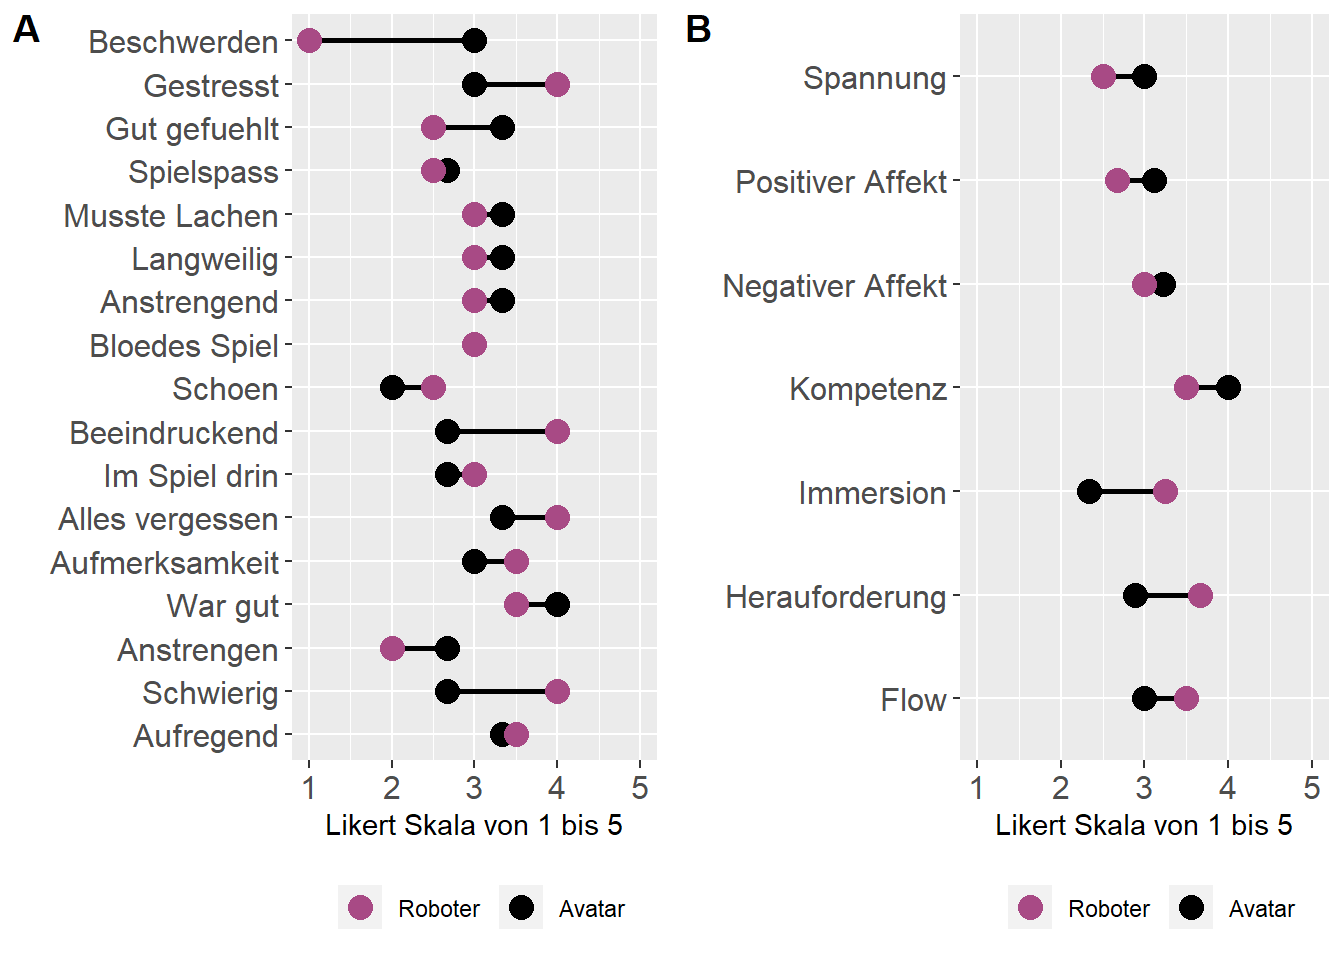 A
Beschwerden
Gestresst
Gut gefuehlt
Spielspass
Musste Lachen
Langweilig
Anstrengend
Bloedes Spiel
Schoen
Beeindruckend
Im Spiel drin
Alles vergessen
Aufmerksamkeit
War gut
Anstrengen
Schwierig
Aufregend
1 2 3 4 5
Likert Skala von 1 bis 5
Roboter Avatar
B
Spannung
Positiver Affekt
Negativer Affekt
Kompetenz
Immersion
Herauforderung
Flow
1 2 3 4 5
Likert Skala von 1 bis 5
Roboter Avatar